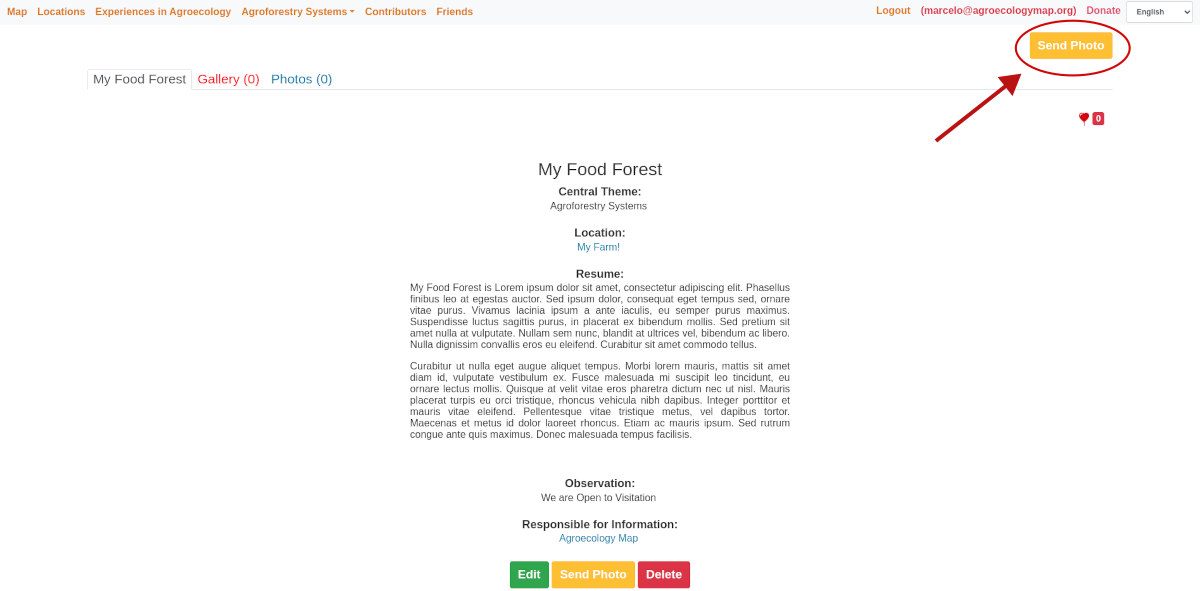 Map Locations Experiences in Agroecology Agroforestry Systems Contributors Friends Logout (marcelo@agroecologymap.org) Donate English
Send Photo
My Food Forest Gallery (0) Photos (0)
0
My Food Forest
Central Theme:
Agroforestry Systems
Location:
My Farm!
Resume:
My Food Forest is Lorem ipsum dolor sit amet, consectetur adipiscing elit. Phasellus
finibus leo at egestas auctor. Sed ipsum dolor, consequat eget tempus sed, ornare
vitae purus. Vivamus lacinia ipsum a ante iaculis, eu semper purus maximus.
Suspendisse luctus sagittis purus, in placerat ex bibendum mollis. Sed pretium sit
amet nulla at vulputate. Nullam sem nunc, blandit at ultrices vel, bibendum ac libero.
Nulla dignissim convallis eros eu eleifend. Curabitur sit amet commodo tellus.
Curabitur ut nulla eget augue aliquet tempus. Morbi lorem mauris, mattis sit amet
diam id, vulputate vestibulum ex. Fusce malesuada mi suscipit leo tincidunt, eu
ornare lectus mollis. Quisque at velit vitae eros pharetra dictum nec ut nisl. Mauris
placerat turpis eu orci tristique, rhoncus vehicula nibh dapibus. Integer porttitor et
mauris vitae eleifend. Pellentesque vitae tristique metus, vel dapibus tortor.
Maecenas et metus id dolor laoreet rhoncus. Etiam ac mauris ipsum. Sed rutrum
congue ante quis maximus. Donec malesuada tempus facilisis.
Observation:
We are Open to Visitation
Responsible for Information:
Agroecology Map
Edit Send Photo Delete